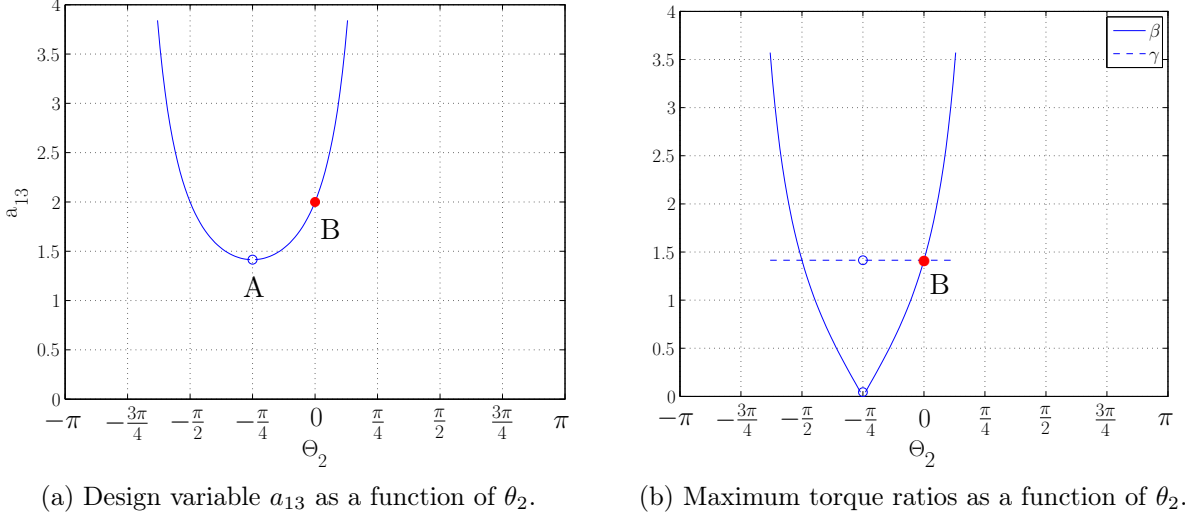 4
3.5
3
2.5
2
1.5
1
0.5
0
a₁₃
A
B
−π −3π/4 −π/2 −π/4 0 π/4 π/2 3π/4 π
Θ₂
(a) Design variable a₁₃ as a function of θ₂.
4
3.5
3
2.5
2
1.5
1
0.5
0
β
γ
B
−π −3π/4 −π/2 −π/4 0 π/4 π/2 3π/4 π
Θ₂
(b) Maximum torque ratios as a function of θ₂.